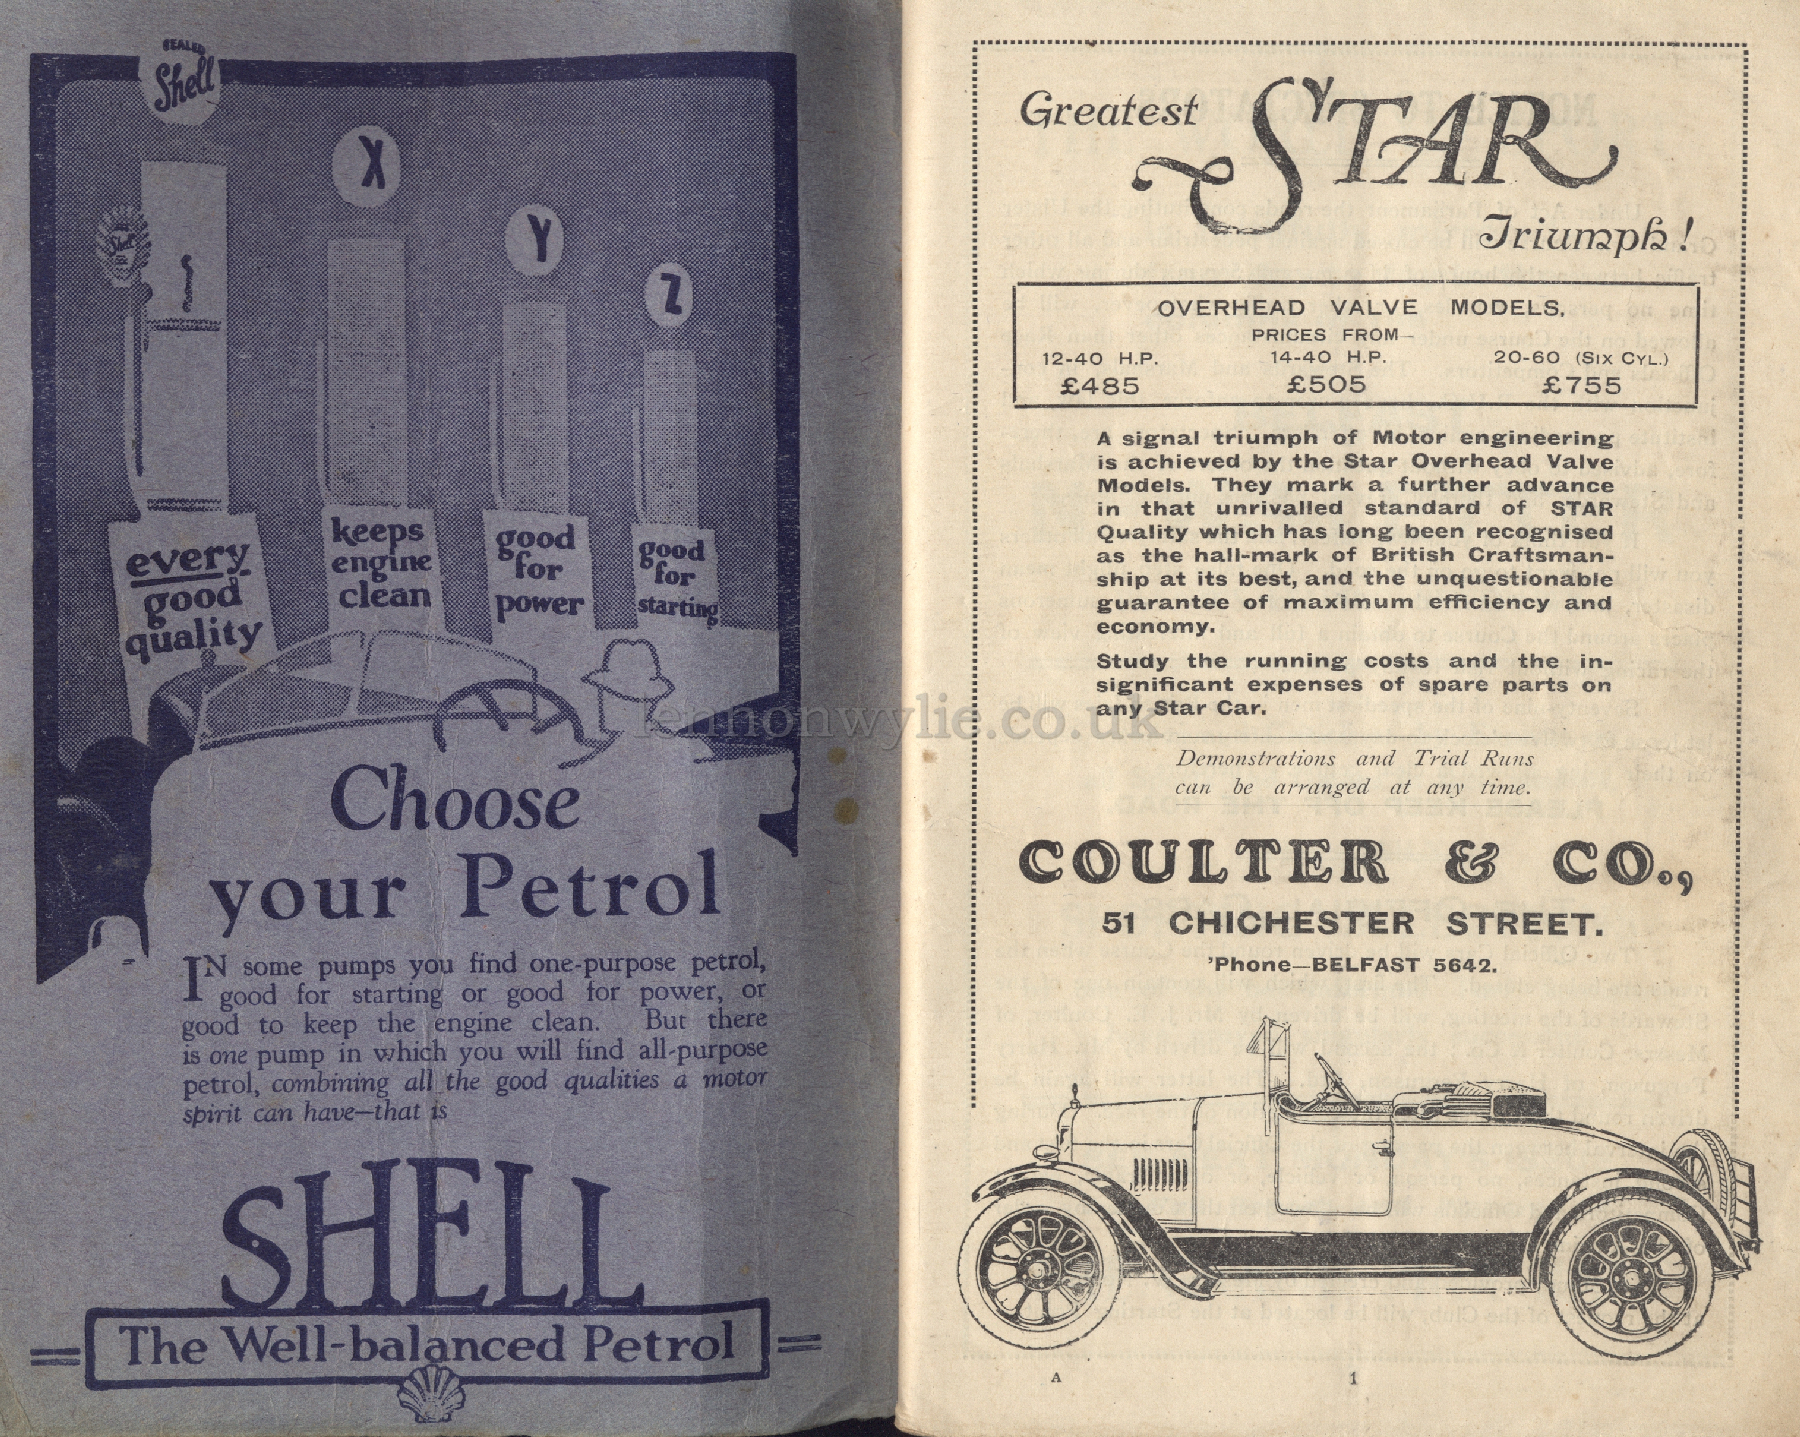 SEALED
Shell
X
Y
Z
Shell
every
good
quality
keeps
engine
clean
good
for
power
good
for
starting
Choose
your Petrol
IN some pumps you find one-purpose petrol,
good for starting or good for power, or
good to keep the engine clean. But there
is one pump in which you will find all-purpose
petrol, combining all the good qualities a motor
spirit can have—that is
SHELL
The Well-balanced Petrol
Greatest STAR
Triumph!
OVERHEAD VALVE MODELS.
PRICES FROM—
12-40 H.P. 14-40 H.P. 20-60 (SIX CYL.)
£485 £505 £755
A signal triumph of Motor engineering
is achieved by the Star Overhead Valve
Models. They mark a further advance
in that unrivalled standard of STAR
Quality which has long been recognised
as the hall-mark of British Craftsman-
ship at its best, and the unquestionable
guarantee of maximum efficiency and
economy.
Study the running costs and the in-
significant expenses of spare parts on
any Star Car.
lennonwylie.co.uk
Demonstrations and Trial Runs
can be arranged at any time.
COULTER & CO.,
51 CHICHESTER STREET.
'Phone—BELFAST 5642.
A 1